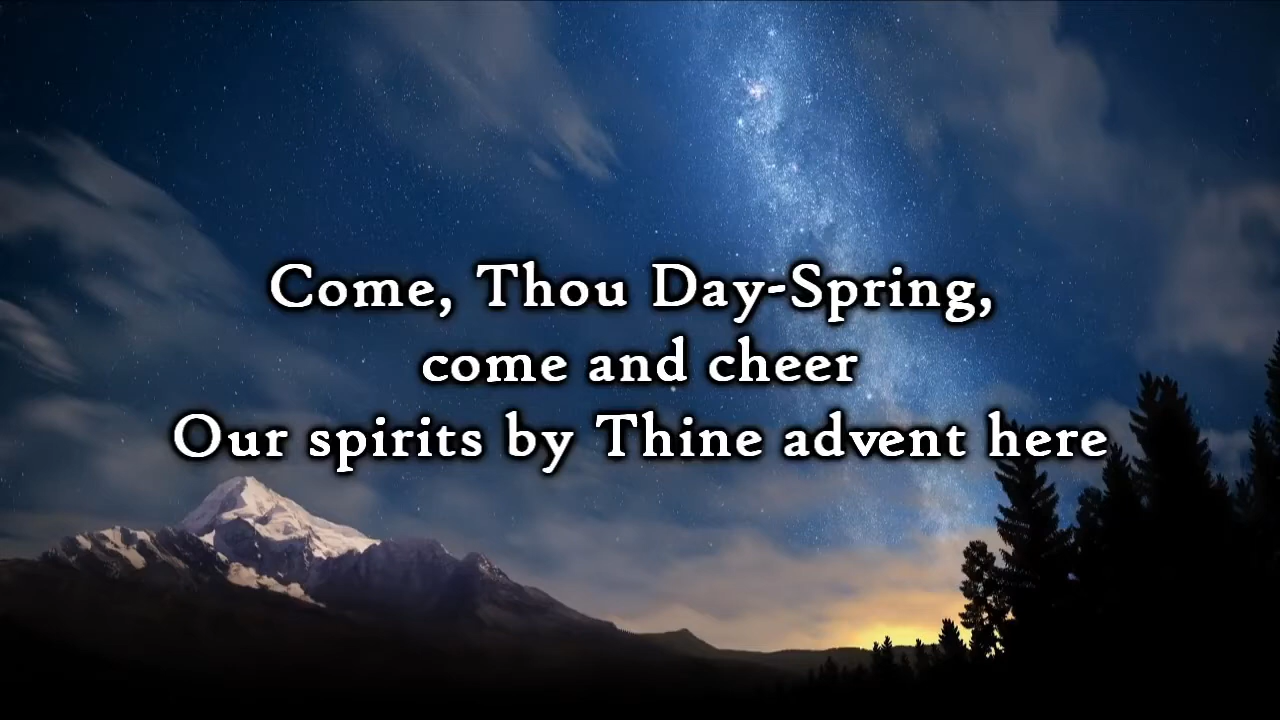 Come, Thou Day-Spring,
come and cheer
Our spirits by Thine advent here